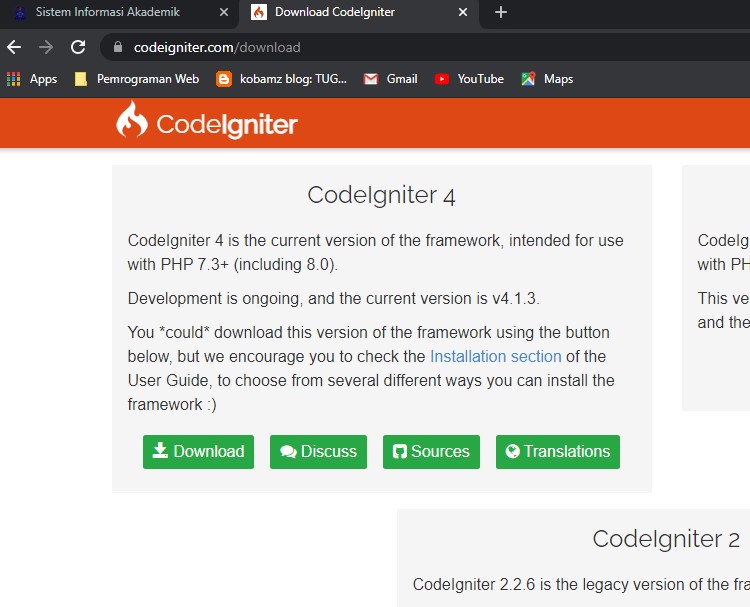 Sistem Informasi Akademik
Download CodeIgniter
codeigniter.com/download
Apps
Pemrograman Web
kobamz blog: TUG...
Gmail
YouTube
Maps
CodeIgniter
CodeIgniter 4
CodeIgniter 4 is the current version of the framework, intended for use
with PHP 7.3+ (including 8.0).
Development is ongoing, and the current version is v4.1.3.
You *could* download this version of the framework using the button
below, but we encourage you to check the Installation section of the
User Guide, to choose from several different ways you can install the
framework :)
Download
Discuss
Sources
Translations
CodeIg
with PH
This ve
and the
CodeIgniter 2
CodeIgniter 2.2.6 is the legacy version of the fra